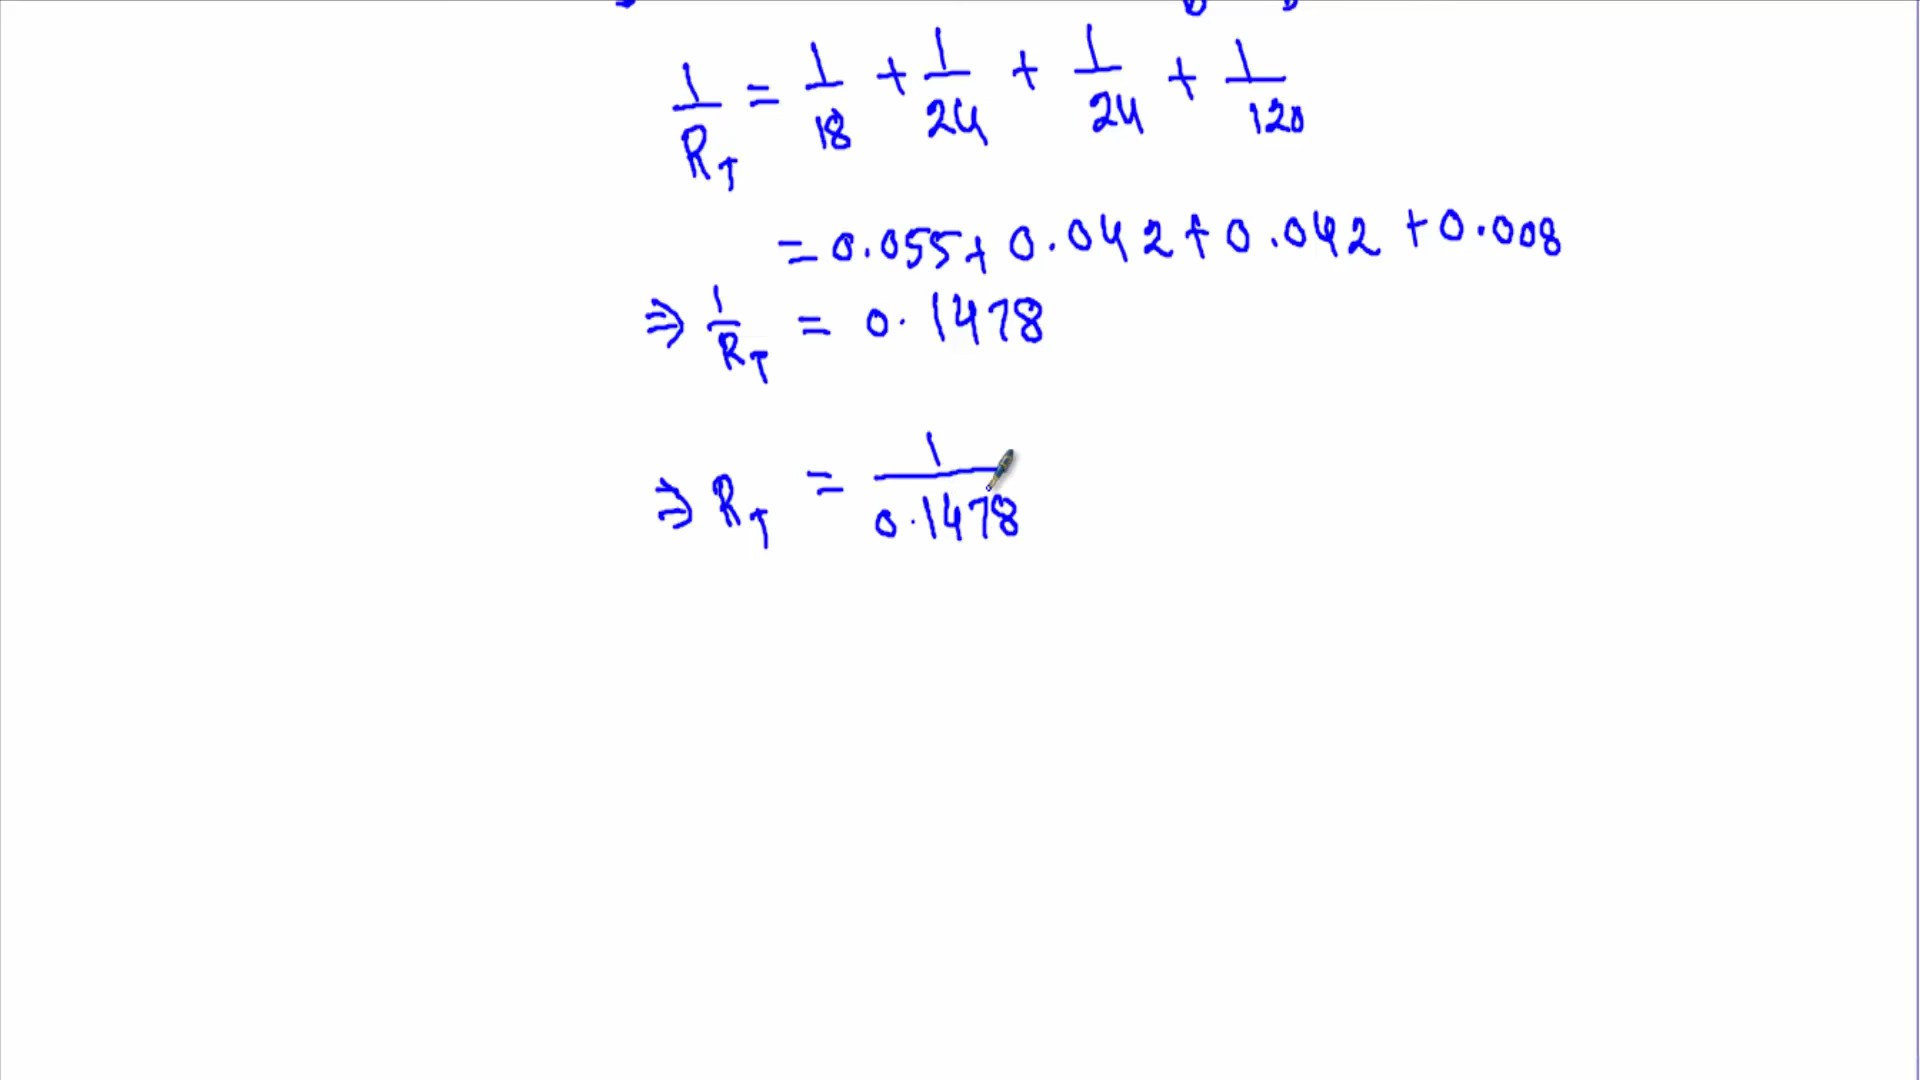 1/R_T = 1/18 + 1/24 + 1/24 + 1/120
= 0.055 + 0.042 + 0.042 + 0.008
⇒ 1/R_T = 0.1478
⇒ R_T = 1/0.1478